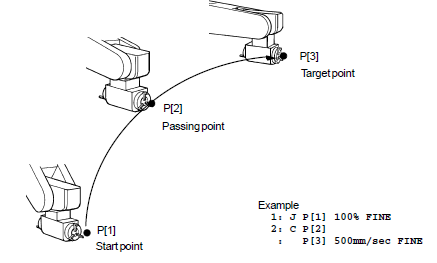 P[3]
Target point
P[2]
Passing point
P[1]
Start point
Example
1: J P[1] 100% FINE
2: C P[2]
: P[3] 500mm/sec FINE